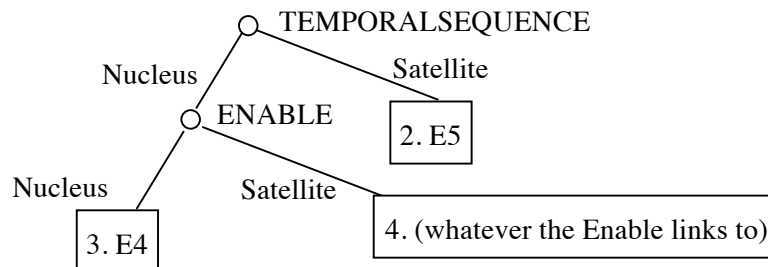 TEMPORALSEQUENCE
Nucleus
Satellite
ENABLE
2. E5
Nucleus
Satellite
3. E4
4. (whatever the Enable links to)